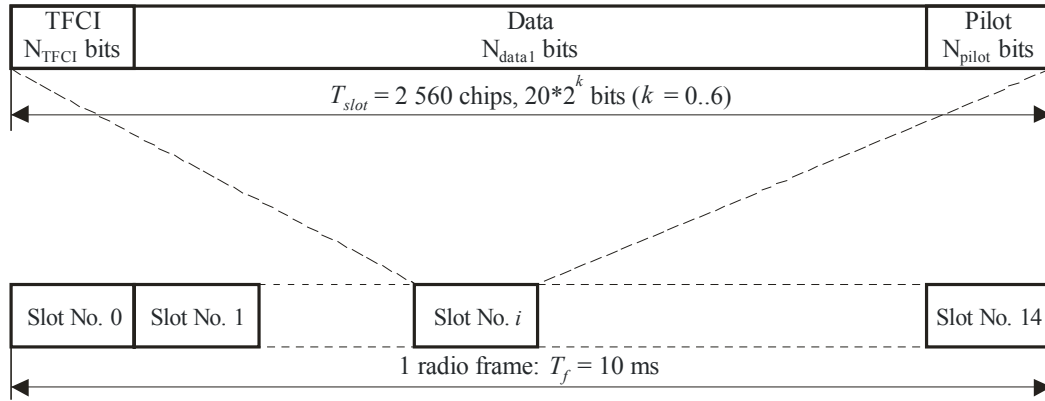 TFCI
N_TFCI bits
Data
N_data1 bits
Pilot
N_pilot bits
T_slot = 2 560 chips, 20*2^k bits (k = 0..6)
Slot No. 0
Slot No. 1
Slot No. i
Slot No. 14
1 radio frame: T_f = 10 ms